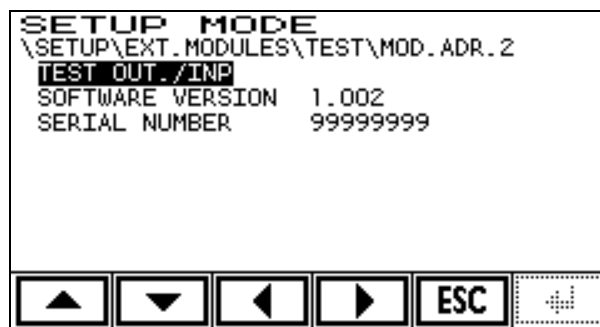 SETUP MODE
\SETUP\EXT.MODULES\TEST\MOD.ADR.2
TEST OUT./INP
SOFTWARE VERSION 1.002
SERIAL NUMBER 99999999
ESC